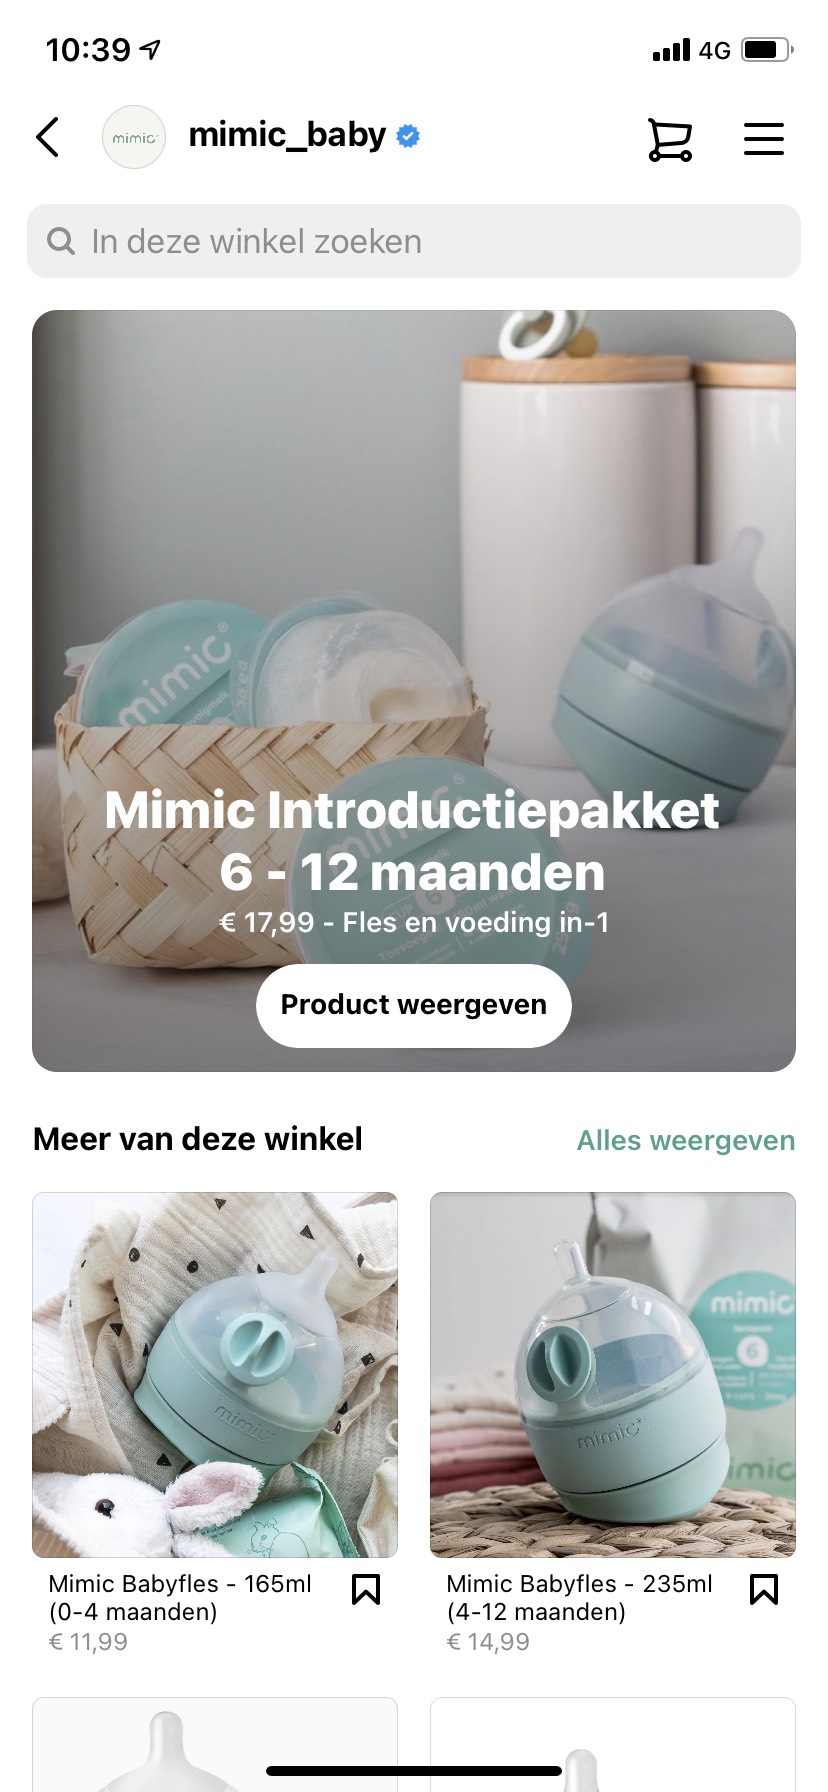 10:39
4G
mimic
mimic_baby
In deze winkel zoeken
mimic
mimic
Mimic Introductiepakket
6 - 12 maanden
€ 17,99 - Fles en voeding in-1
Product weergeven
Meer van deze winkel
Alles weergeven
mimic
mimic
6
mimic
mimic
Mimic Babyfles - 165ml
(0-4 maanden)
€ 11,99
Mimic Babyfles - 235ml
(4-12 maanden)
€ 14,99